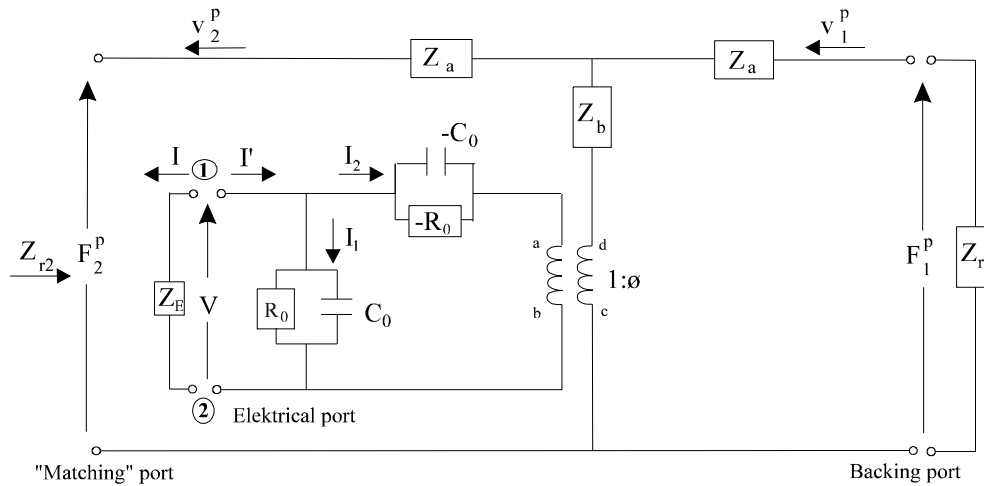 v₂ᵖ
v₁ᵖ
Zₐ
Zₐ
Z_b
-C₀
I
①
I'
I₂
-R₀
Z_r2
F₂ᵖ
I₁
a
d
F₁ᵖ
Z_r
Z_E
V
R₀
C₀
1:ø
b
c
②
Elektrical port
"Matching" port
Backing port